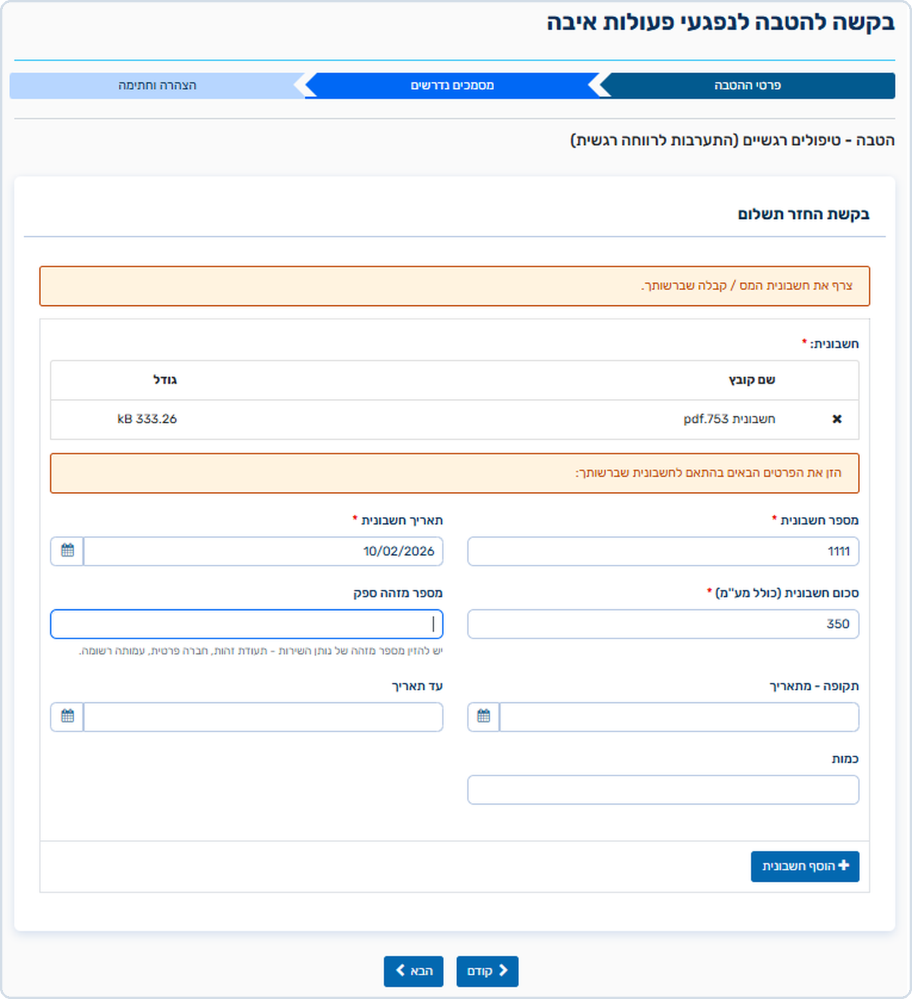 בקשה להטבה לנפגעי פעולות איבה
פרטי ההטבה
מסמכים נדרשים
הצהרה וחתימה
הטבה - טיפולים רגשיים (התערבות לרווחה רגשית)
בקשת החזר תשלום
צרף את חשבונית המס / קבלה שברשותך.
חשבונית: *
שם קובץ גודל
חשבונית 753.pdf 333.26 kB
הזן את הפרטים הבאים בהתאם לחשבונית שברשותך:
מספר חשבונית * תאריך חשבונית *
1111 10/02/2026
סכום חשבונית (כולל מע"מ) * מספר מזהה ספק
350
יש להזין מספר מזהה של נותן השירות - תעודת זהות, חברה פרטית, עמותה רשומה.
תקופה - מתאריך עד תאריך
כמות
הוסף חשבונית
קודם הבא